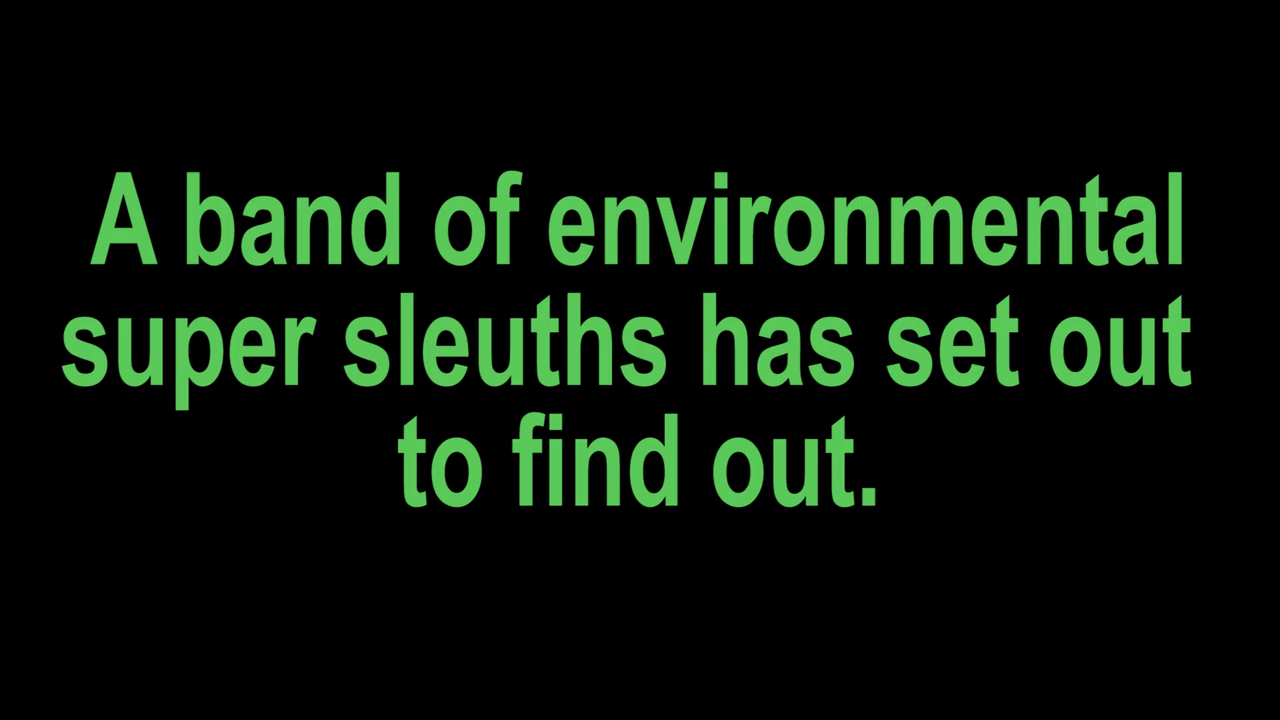 A band of environmental
super sleuths has set out
to find out.